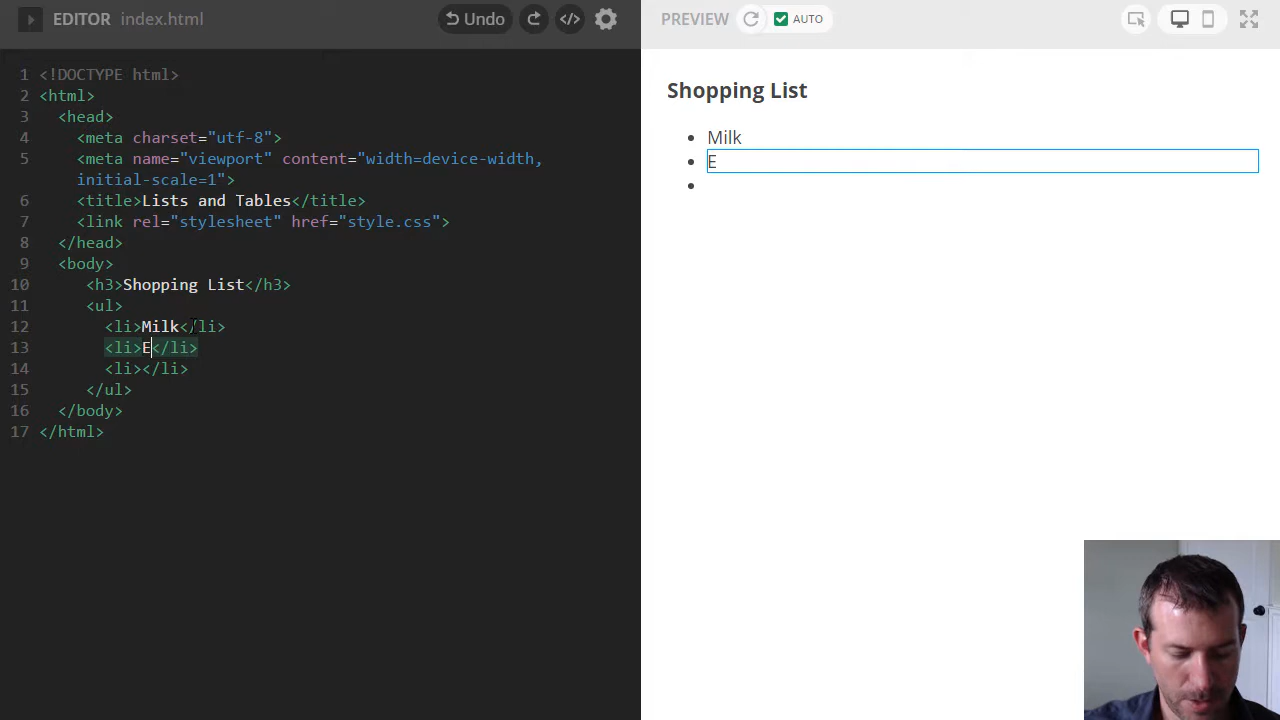 EDITOR index.html
Undo
</>
PREVIEW
AUTO
1 <!DOCTYPE html>
2 <html>
3 <head>
4 <meta charset="utf-8">
5 <meta name="viewport" content="width=device-width,
initial-scale=1">
6 <title>Lists and Tables</title>
7 <link rel="stylesheet" href="style.css">
8 </head>
9 <body>
10 <h3>Shopping List</h3>
11 <ul>
12 <li>Milk</li>
13 <li>E</li>
14 <li></li>
15 </ul>
16 </body>
17 </html>
Shopping List
• Milk
• E
•